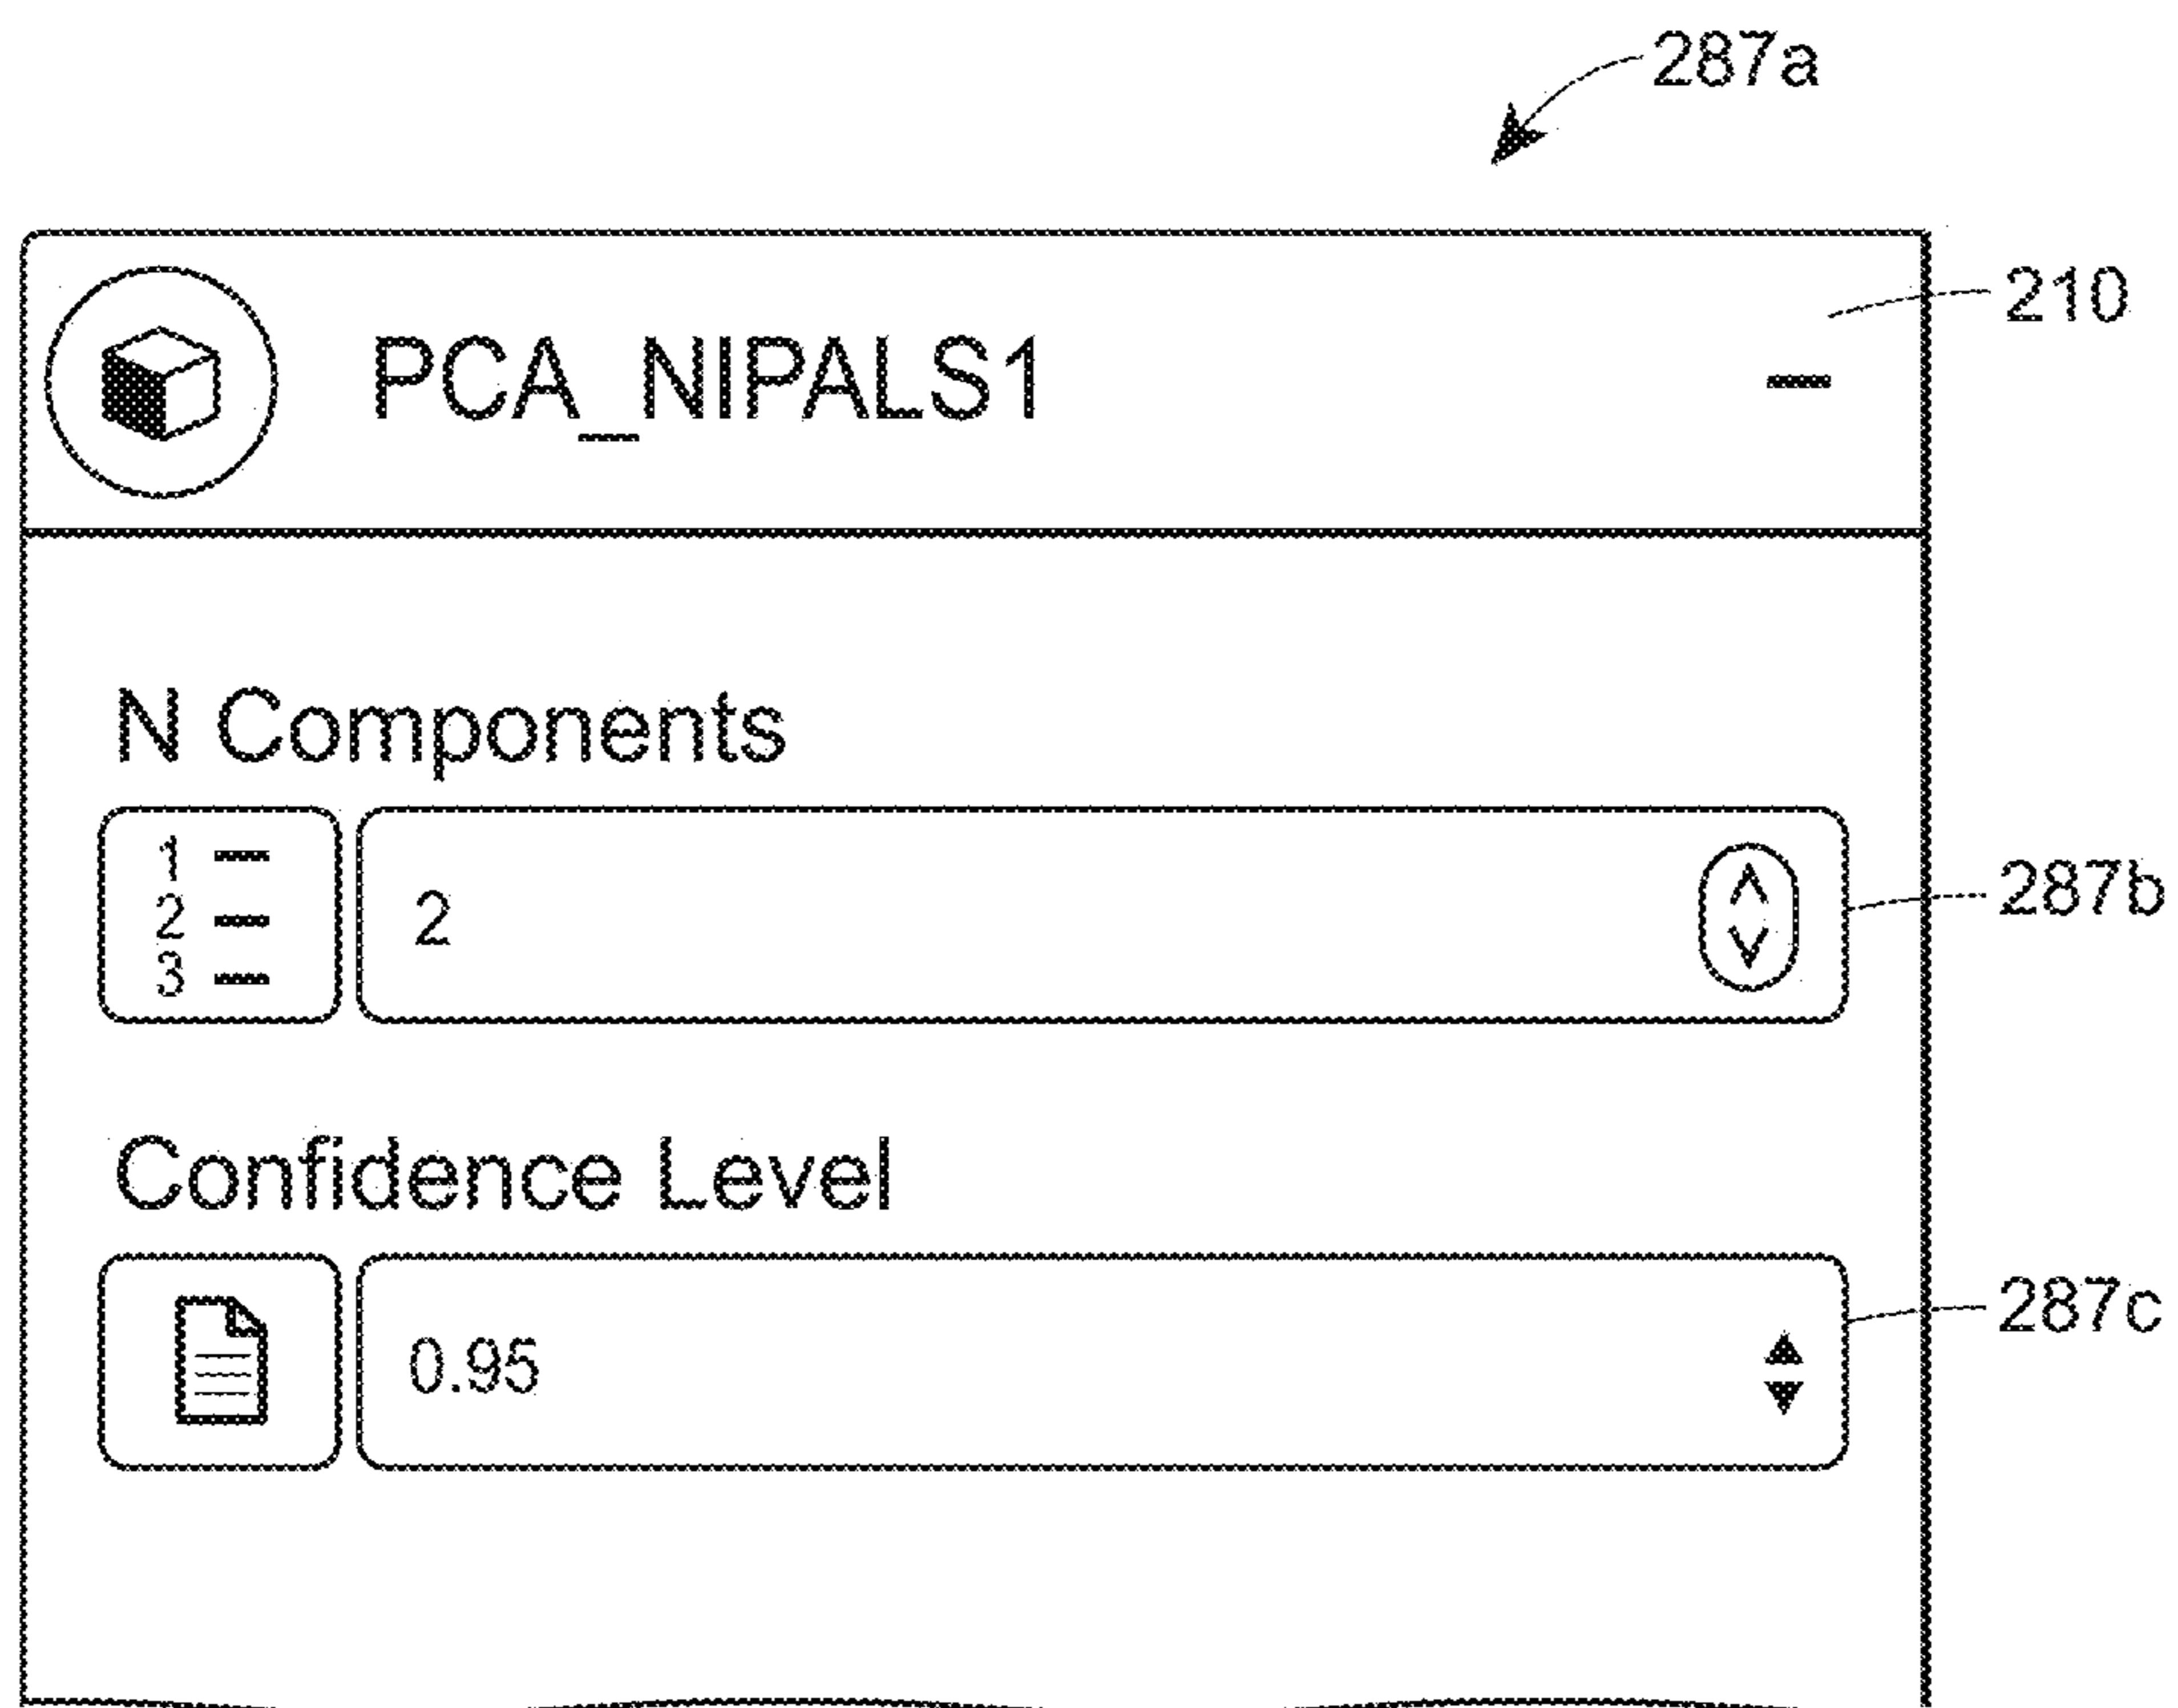 287a
210
PCA_NIPALS1
N Components
1
2
3
2
287b
Confidence Level
287c
0.95